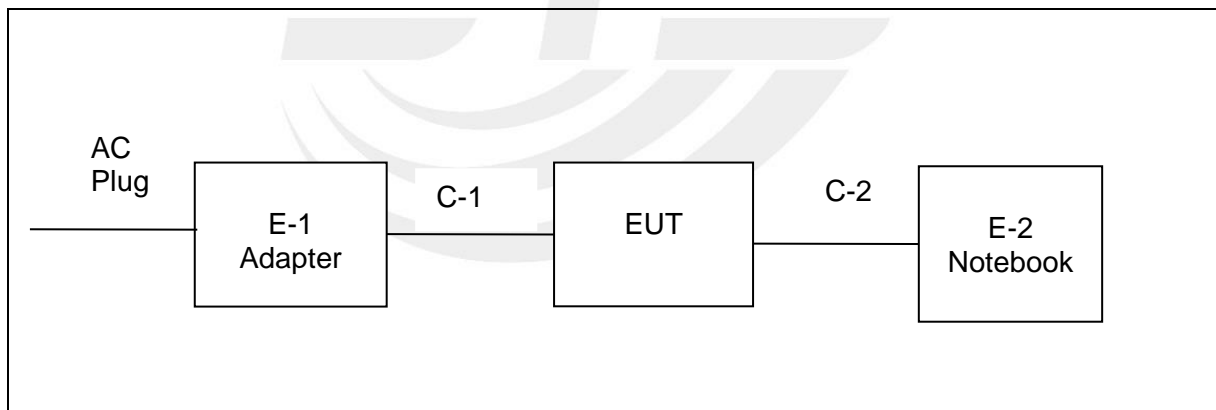 AC
Plug
E-1
Adapter
C-1
EUT
C-2
E-2
Notebook